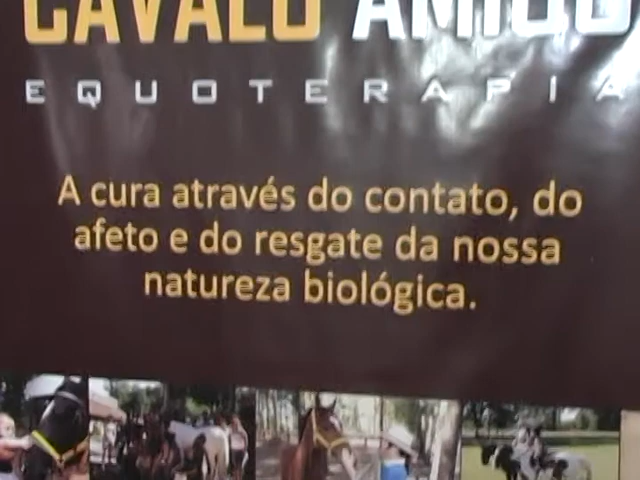 CAVALO AMIGO
EQUOTERAPIA
A cura através do contato, do
afeto e do resgate da nossa
natureza biológica.